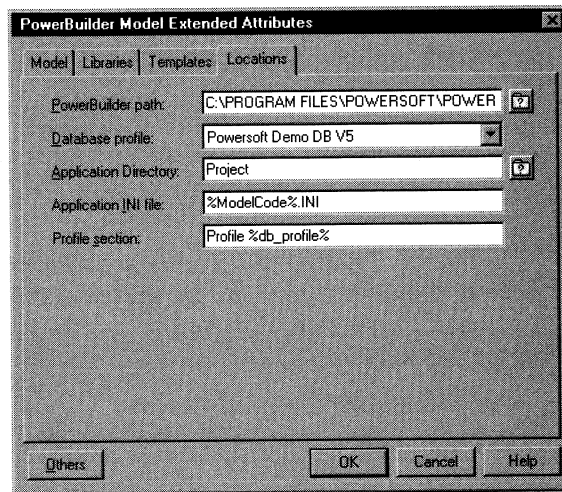 PowerBuilder Model Extended Attributes
Model Libraries Templates Locations
PowerBuilder path: C:\PROGRAM FILES\POWERSOFT\POWER
Database profile: Powersoft Demo DB V5
Application Directory: Project
Application INI file: %ModelCode%.INI
Profile section: Profile %db_profile%
Others OK Cancel Help